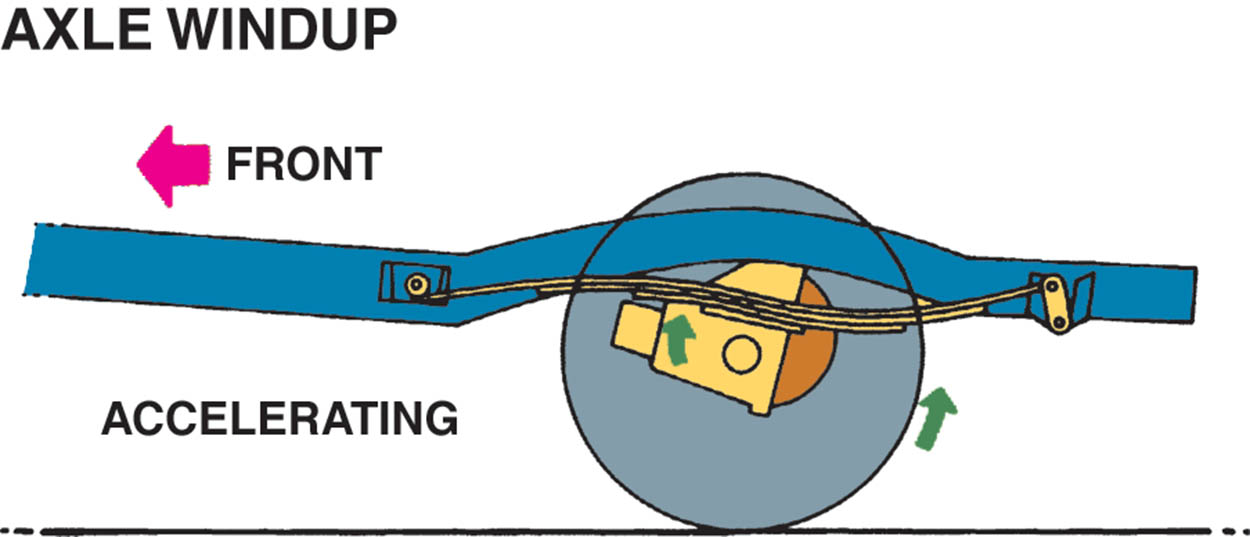 AXLE WINDUP
FRONT
ACCELERATING